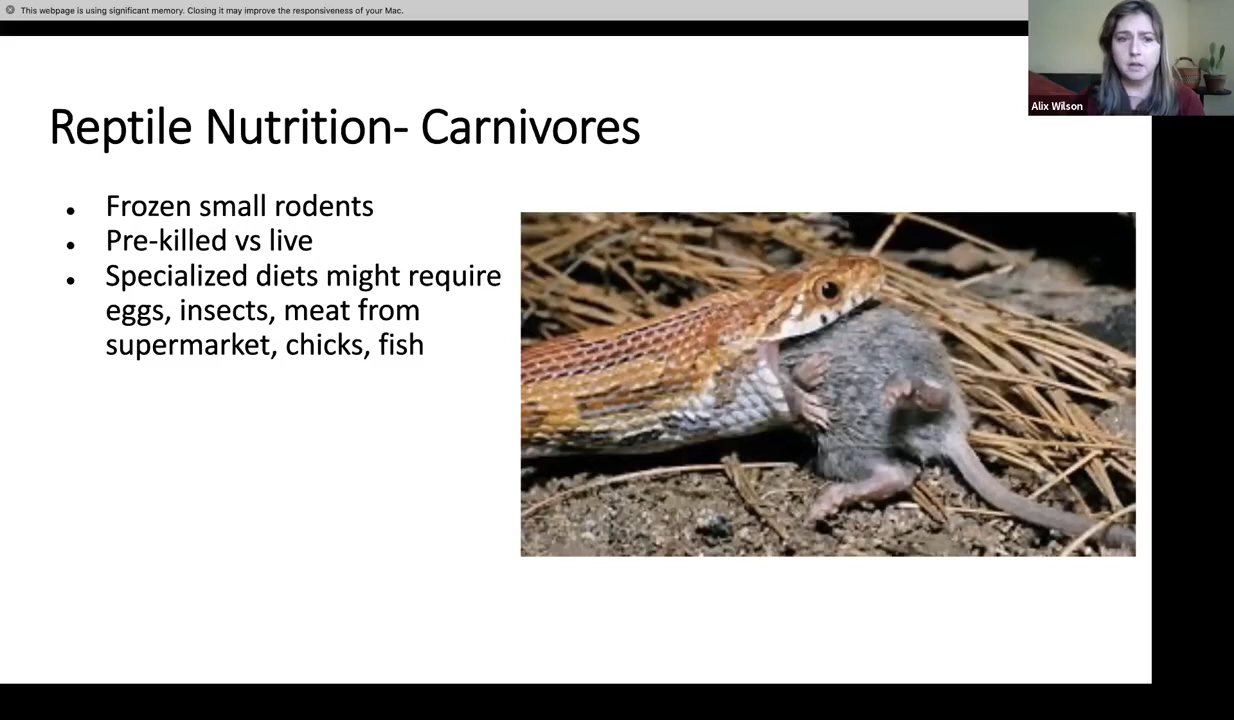 This webpage is using significant memory. Closing it may improve the responsiveness of your Mac.
Alix Wilson
Reptile Nutrition- Carnivores
• Frozen small rodents
• Pre-killed vs live
• Specialized diets might require
eggs, insects, meat from
supermarket, chicks, fish